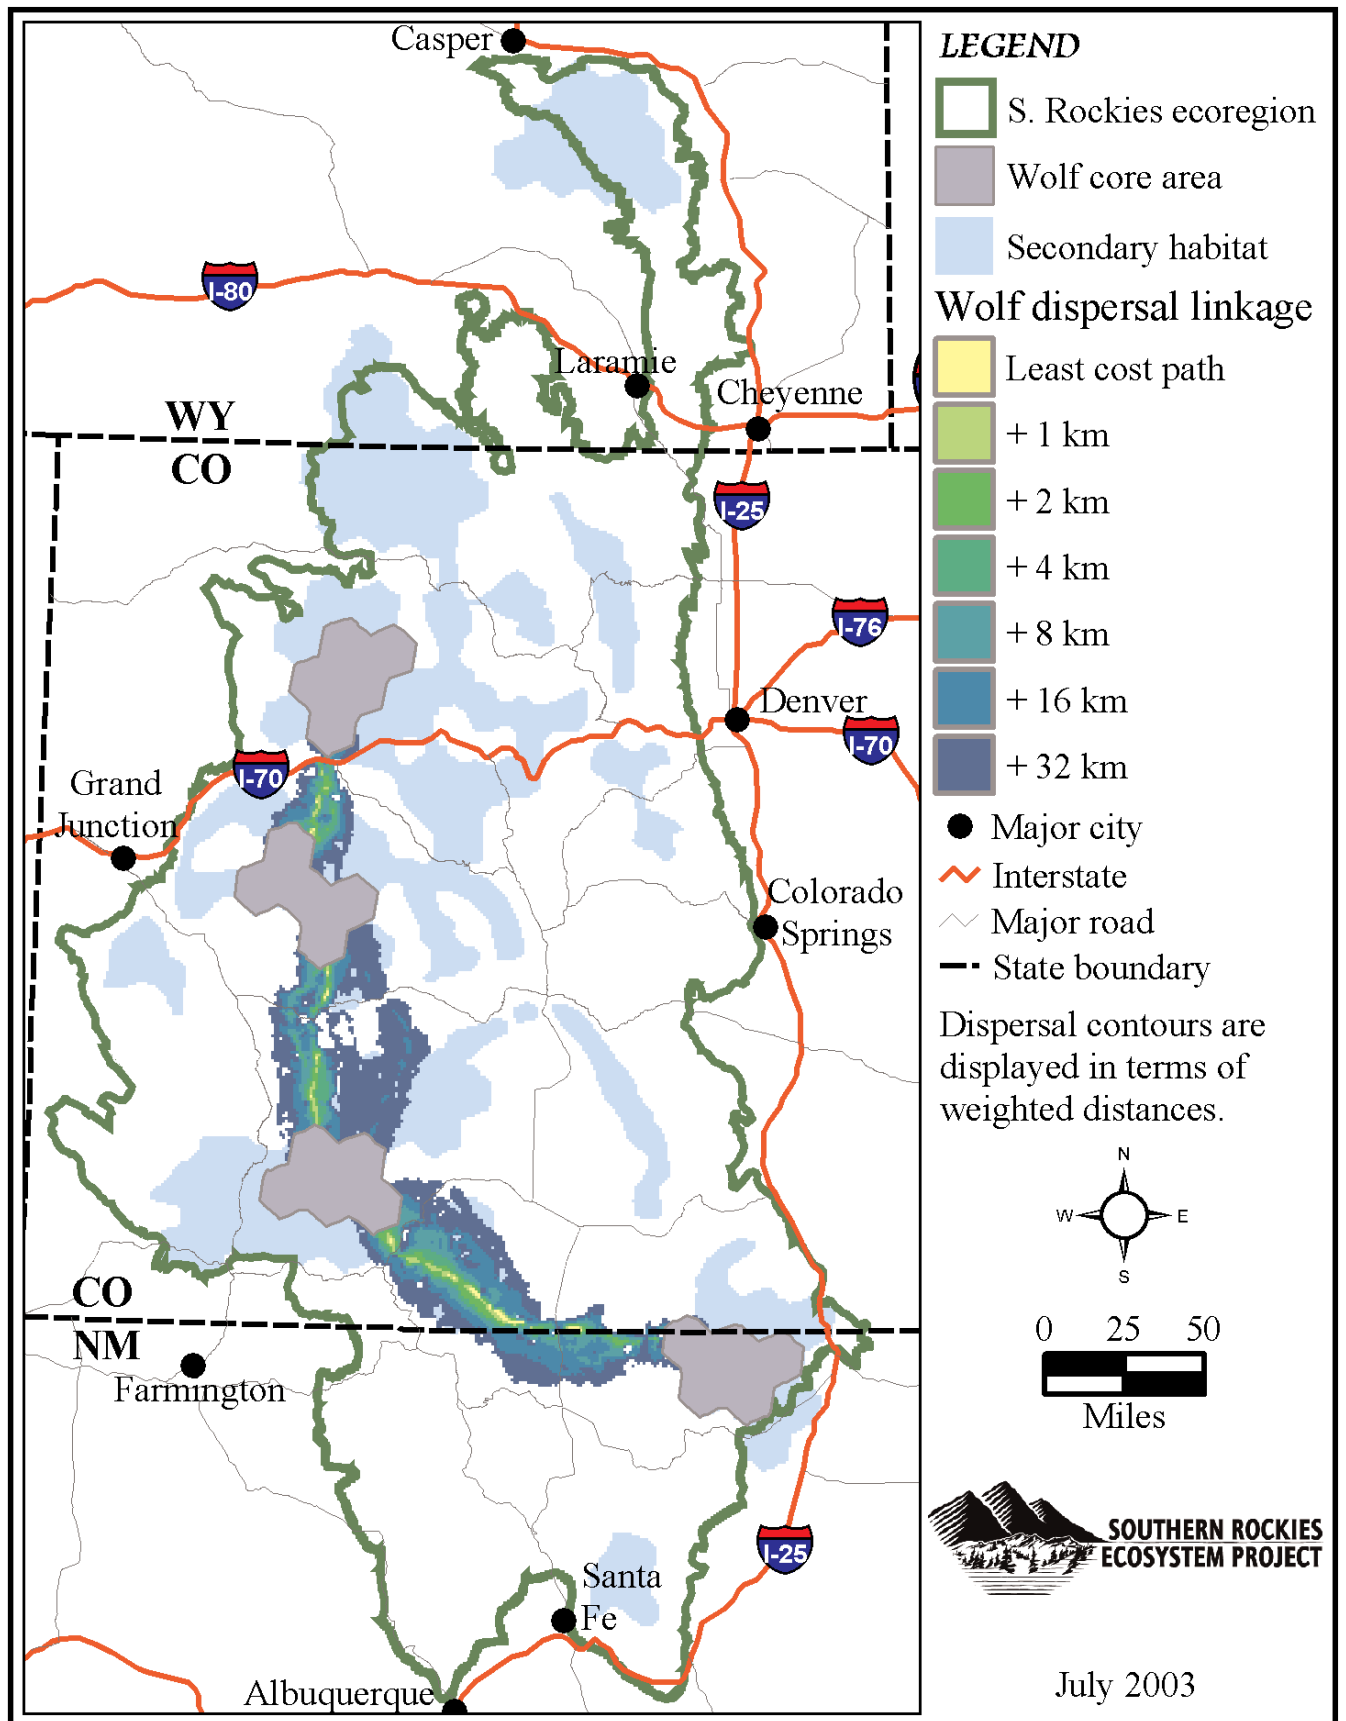 Casper
I-80
Laramie
Cheyenne
WY
CO
I-25
I-76
Denver
I-70
I-70
Grand
Junction
Colorado
Springs
CO
NM
Farmington
I-25
Santa
Fe
Albuquerque
LEGEND
S. Rockies ecoregion
Wolf core area
Secondary habitat
Wolf dispersal linkage
Least cost path
+ 1 km
+ 2 km
+ 4 km
+ 8 km
+ 16 km
+ 32 km
Major city
Interstate
Major road
State boundary
Dispersal contours are
displayed in terms of
weighted distances.
N
W E
S
0 25 50
Miles
SOUTHERN ROCKIES
ECOSYSTEM PROJECT
July 2003